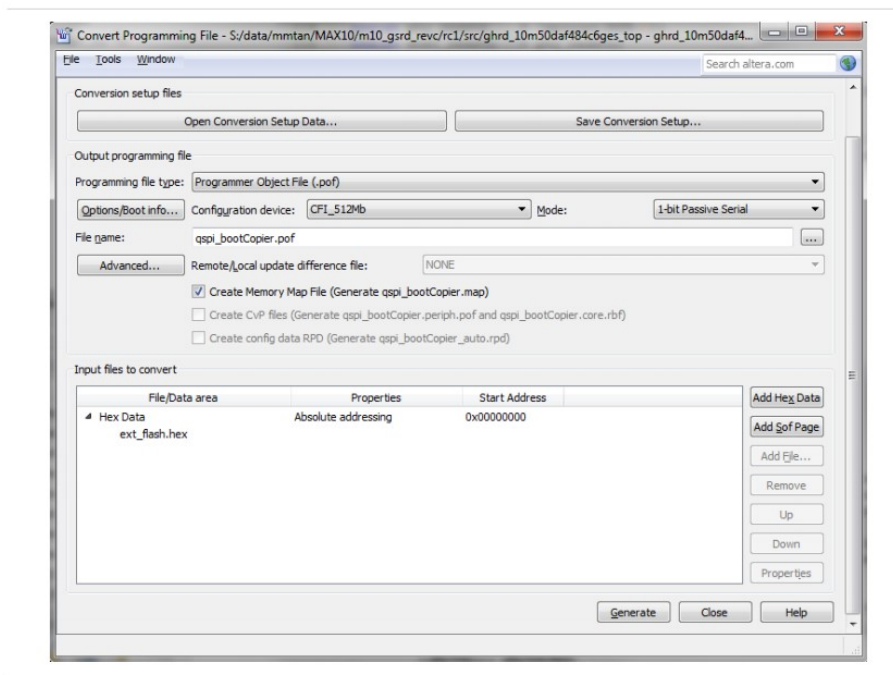 Convert Programming File - S:/data/mmtan/MAX10/m10_gsrd_revc/rc1/src/ghrd_10m50daf484c6ges_top - ghrd_10m50daf4...
File Tools Window
Search altera.com
Conversion setup files
Open Conversion Setup Data... Save Conversion Setup...
Output programming file
Programming file type: Programmer Object File (.pof)
Options/Boot info... Configuration device: CFI_512Mb Mode: 1-bit Passive Serial
File name: qspi_bootCopier.pof ...
Advanced... Remote/Local update difference file: NONE
Create Memory Map File (Generate qspi_bootCopier.map)
Create CvP files (Generate qspi_bootCopier.periph.pof and qspi_bootCopier.core.rbf)
Create config data RPD (Generate qspi_bootCopier_auto.rpd)
Input files to convert
File/Data area Properties Start Address
Add Hex Data
Hex Data Absolute addressing 0x00000000
ext_flash.hex
Add Sof Page
Add File...
Remove
Up
Down
Properties
Generate Close Help